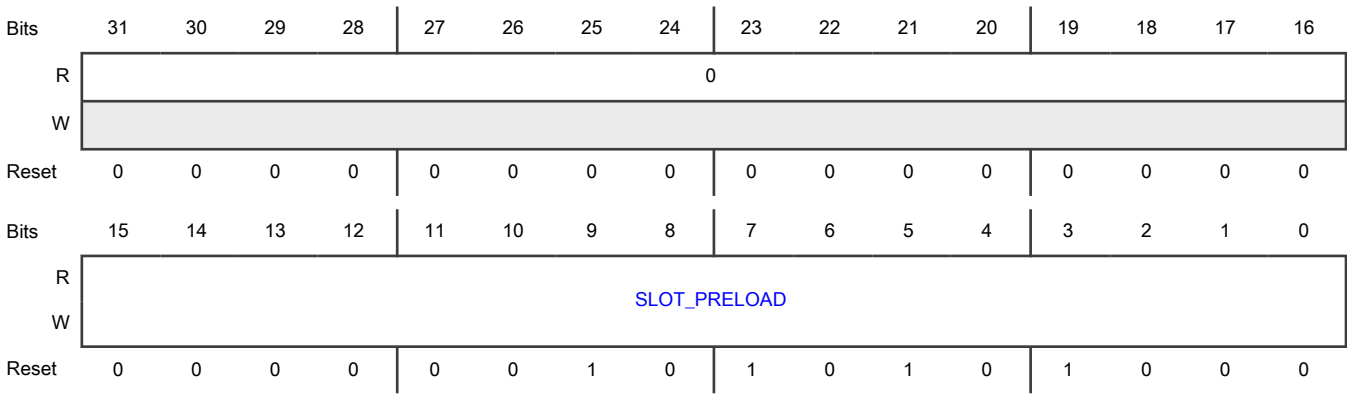 Bits 31 30 29 28 27 26 25 24 23 22 21 20 19 18 17 16
R 0
W
Reset 0 0 0 0 0 0 0 0 0 0 0 0 0 0 0 0
Bits 15 14 13 12 11 10 9 8 7 6 5 4 3 2 1 0
R
SLOT_PRELOAD
W
Reset 0 0 0 0 0 0 1 0 1 0 1 0 1 0 0 0